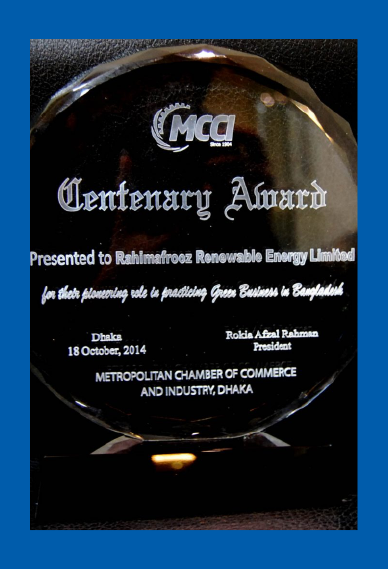 MCCI
Since 1904
Centenary Award
Presented to Rahimafrooz Renewable Energy Limited
for their pioneering role in practicing Green Business in Bangladesh
Dhaka
18 October, 2014
Rokia Afzal Rahman
President
METROPOLITAN CHAMBER OF COMMERCE
AND INDUSTRY, DHAKA